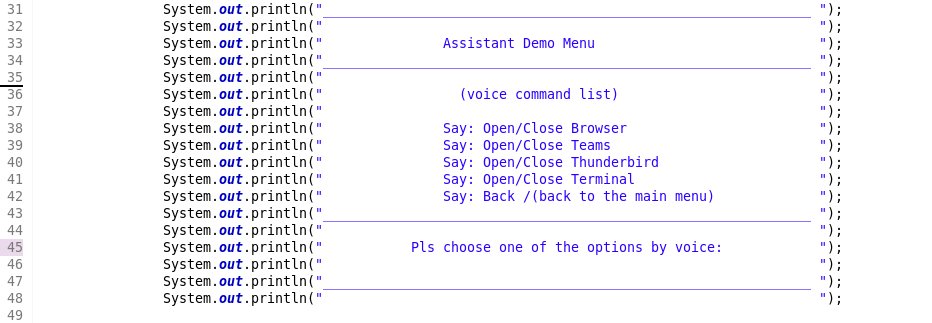 31 System.out.println("_____________________________________________________________ ");
32 System.out.println("                                                              ");
33 System.out.println("               Assistant Demo Menu                            ");
34 System.out.println("_____________________________________________________________ ");
35 System.out.println("                                                              ");
36 System.out.println("                 (voice command list)                         ");
37 System.out.println("                                                              ");
38 System.out.println("               Say: Open/Close Browser                        ");
39 System.out.println("               Say: Open/Close Teams                          ");
40 System.out.println("               Say: Open/Close Thunderbird                    ");
41 System.out.println("               Say: Open/Close Terminal                       ");
42 System.out.println("               Say: Back /(back to the main menu)             ");
43 System.out.println("_____________________________________________________________ ");
44 System.out.println("                                                              ");
45 System.out.println("           Pls choose one of the options by voice:            ");
46 System.out.println("                                                              ");
47 System.out.println("_____________________________________________________________ ");
48 System.out.println("                                                              ");
49